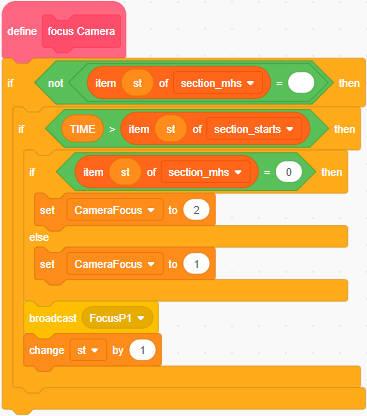 define focus Camera
if not item st of section_mhs = then
if TIME > item st of section_starts then
if item st of section_mhs = 0 then
set CameraFocus to 2
else
set CameraFocus to 1
broadcast FocusP1
change st by 1